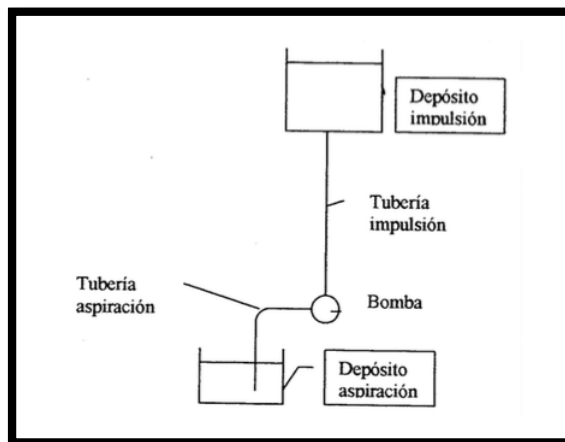 Depósito
impulsión
Tubería
impulsión
Tubería
aspiración
Bomba
Depósito
aspiración